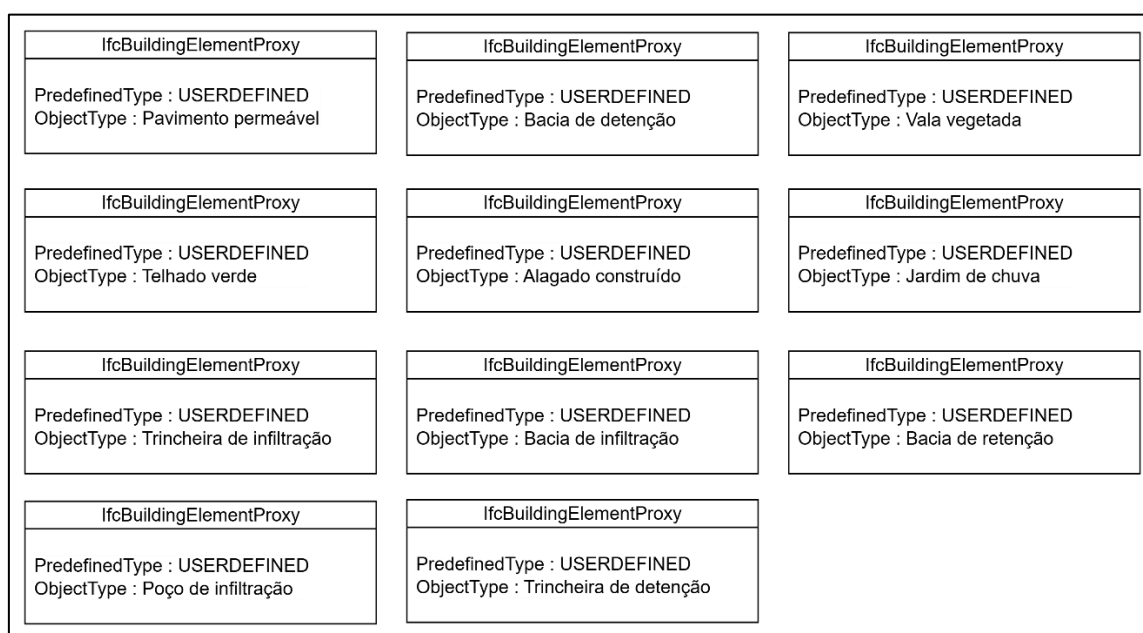 IfcBuildingElementProxy
PredefinedType : USERDEFINED
ObjectType : Pavimento permeável
IfcBuildingElementProxy
PredefinedType : USERDEFINED
ObjectType : Bacia de detenção
IfcBuildingElementProxy
PredefinedType : USERDEFINED
ObjectType : Vala vegetada
IfcBuildingElementProxy
PredefinedType : USERDEFINED
ObjectType : Telhado verde
IfcBuildingElementProxy
PredefinedType : USERDEFINED
ObjectType : Alagado construído
IfcBuildingElementProxy
PredefinedType : USERDEFINED
ObjectType : Jardim de chuva
IfcBuildingElementProxy
PredefinedType : USERDEFINED
ObjectType : Trincheira de infiltração
IfcBuildingElementProxy
PredefinedType : USERDEFINED
ObjectType : Bacia de infiltração
IfcBuildingElementProxy
PredefinedType : USERDEFINED
ObjectType : Bacia de retenção
IfcBuildingElementProxy
PredefinedType : USERDEFINED
ObjectType : Poço de infiltração
IfcBuildingElementProxy
PredefinedType : USERDEFINED
ObjectType : Trincheira de detenção